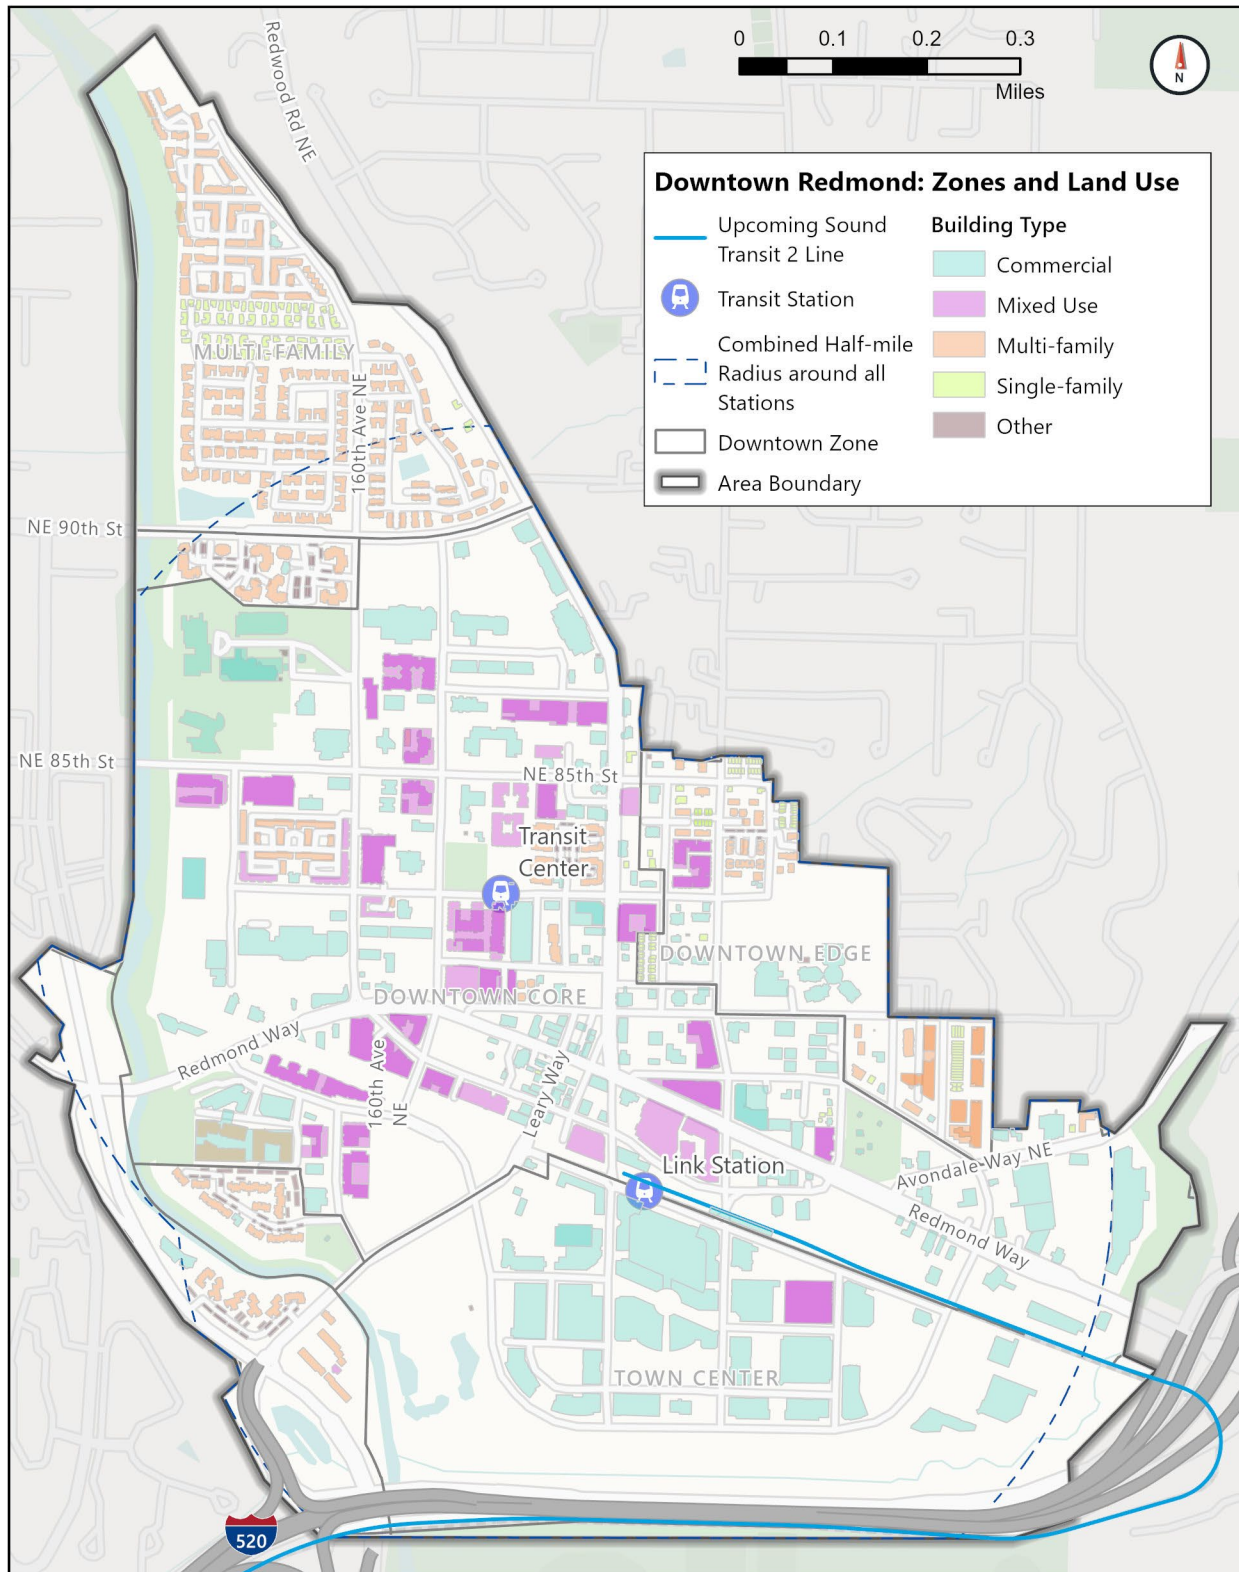 0 0.1 0.2 0.3
Miles
N
Redwood Rd NE
Downtown Redmond: Zones and Land Use
Upcoming Sound
Transit 2 Line
Transit Station
Combined Half-mile
Radius around all
Stations
Downtown Zone
Area Boundary
Building Type
Commercial
Mixed Use
Multi-family
Single-family
Other
MULTI-FAMILY
160th Ave NE
NE 90th St
NE 85th St
NE 85th St
Transit
Center
DOWNTOWN EDGE
DOWNTOWN CORE
Redmond Way
160th Ave
NE
Leary Way
Link Station
Avondale Way NE
Redmond Way
TOWN CENTER
520